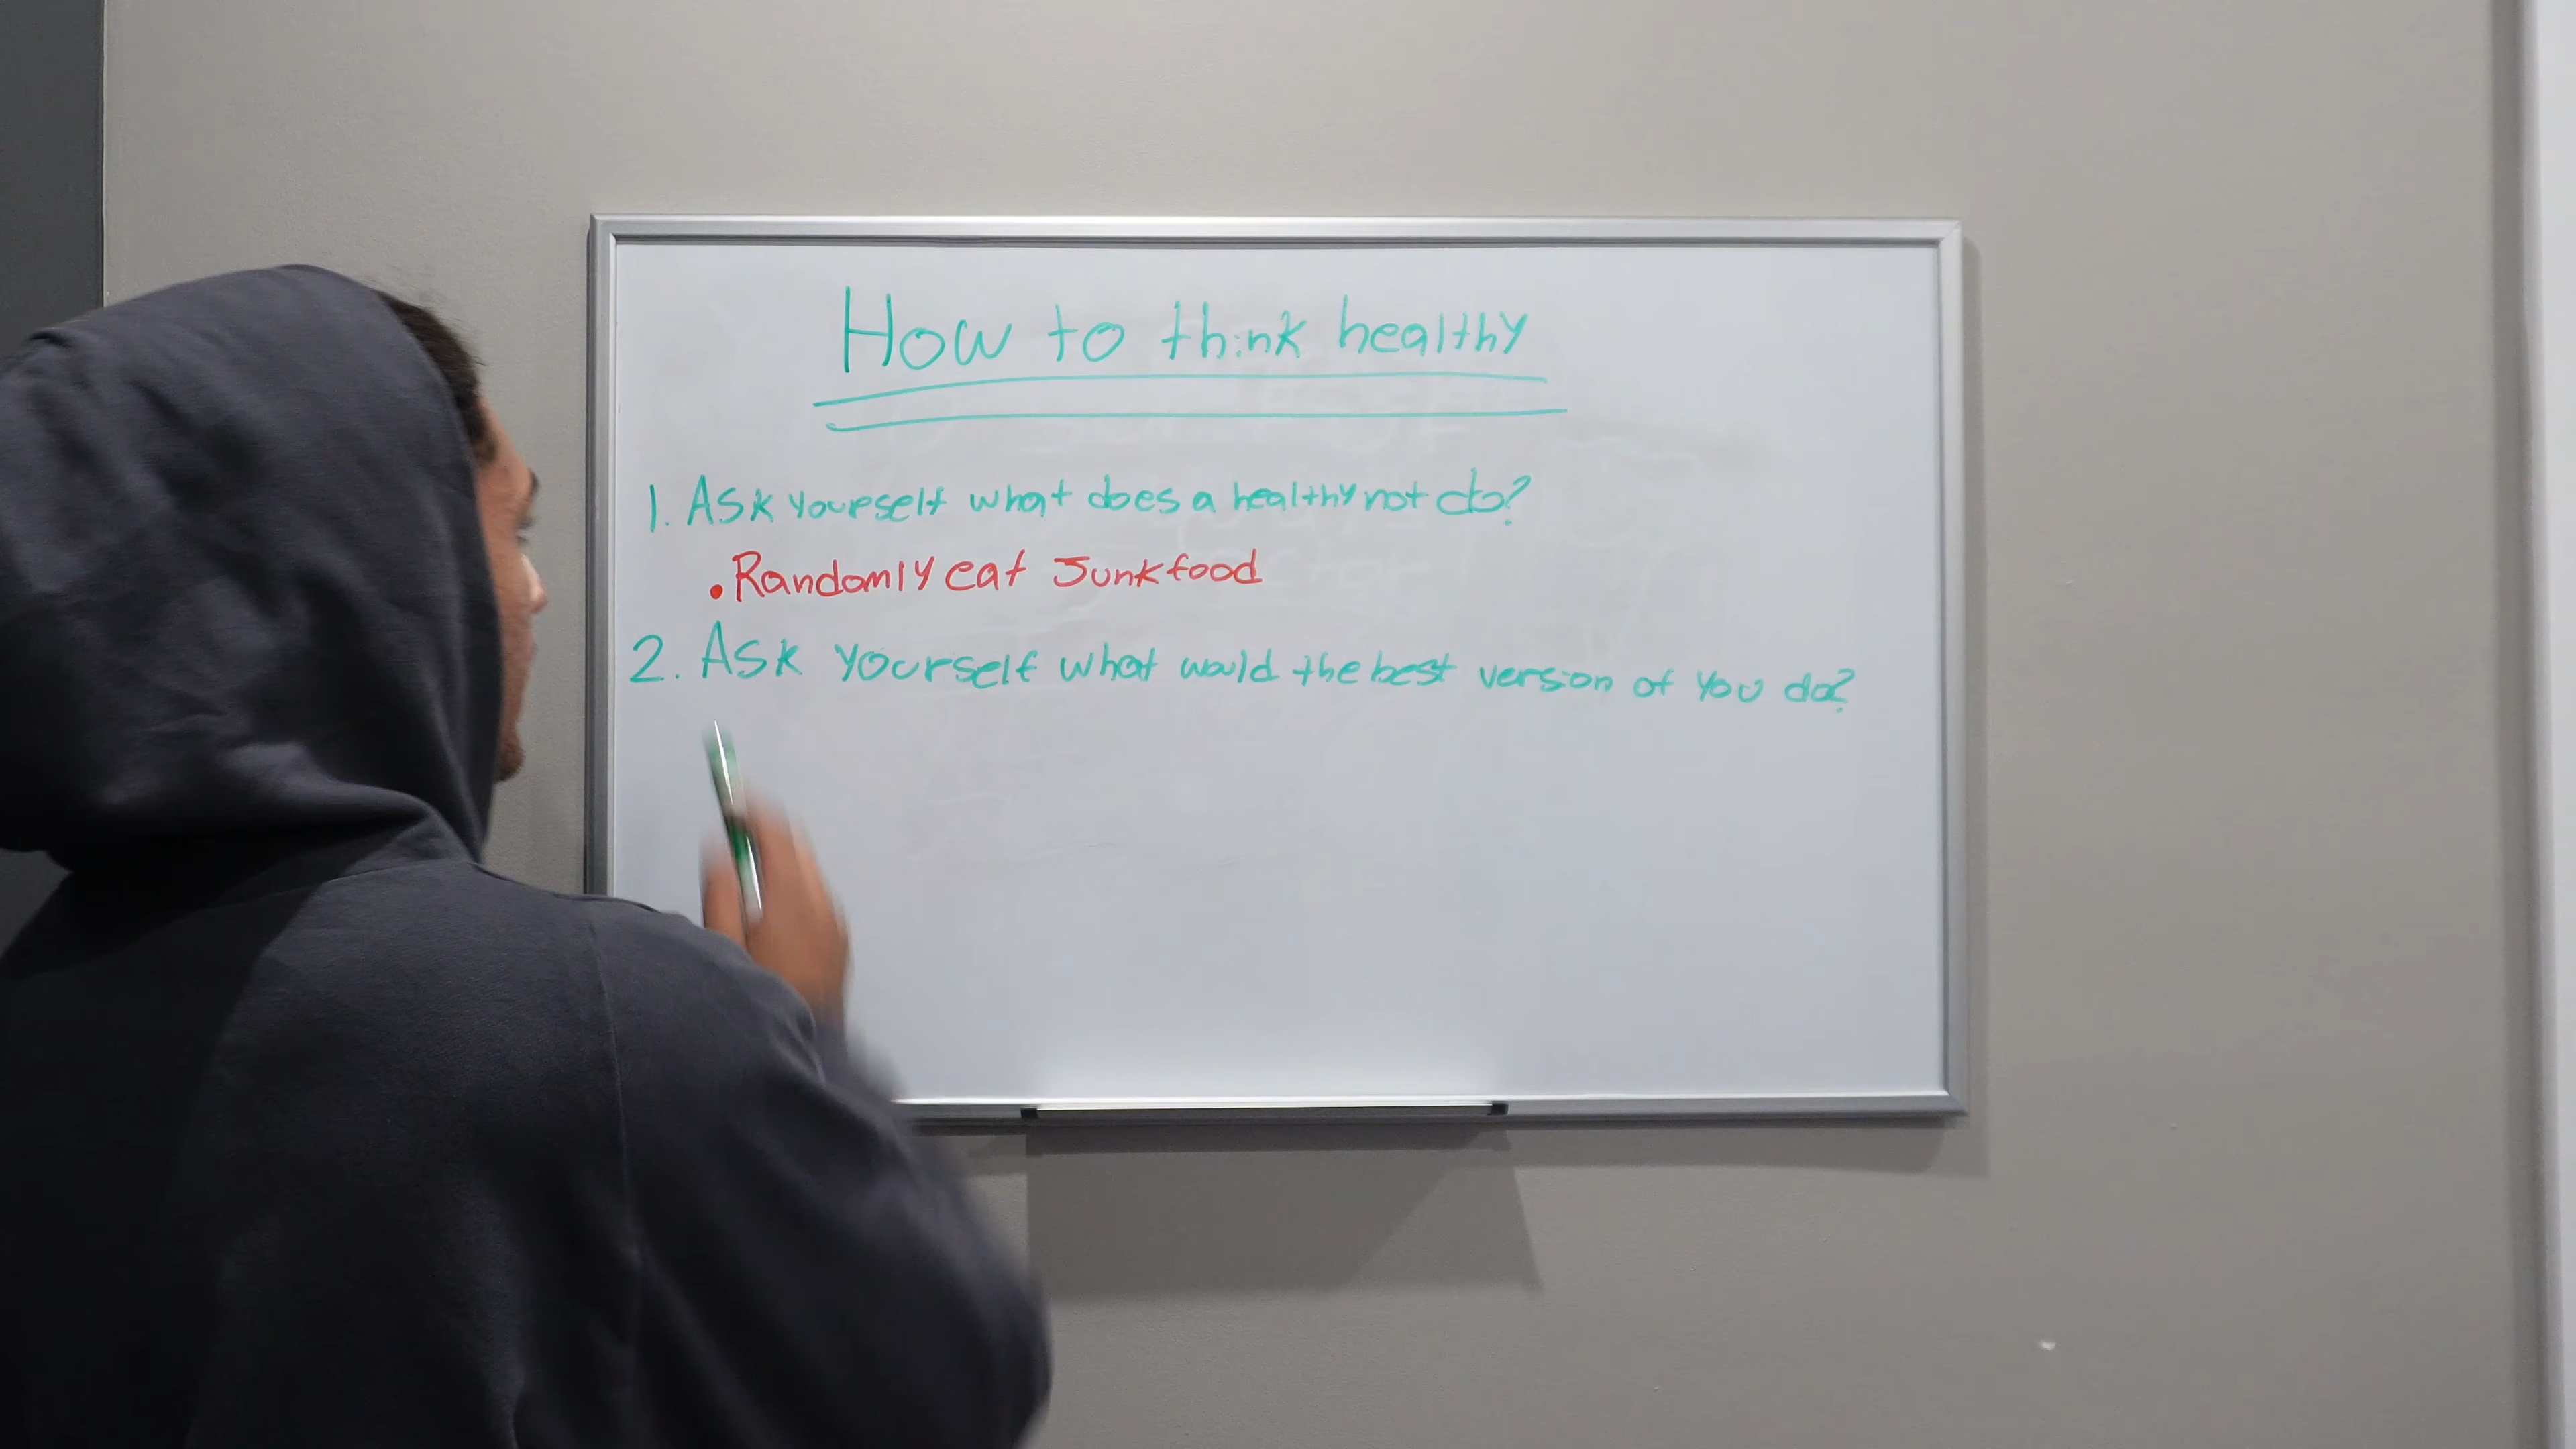 How to think healthy
1. Ask yourself what does a healthy not do?
• Randomly eat Junkfood
2. Ask yourself what would the best version of you do?